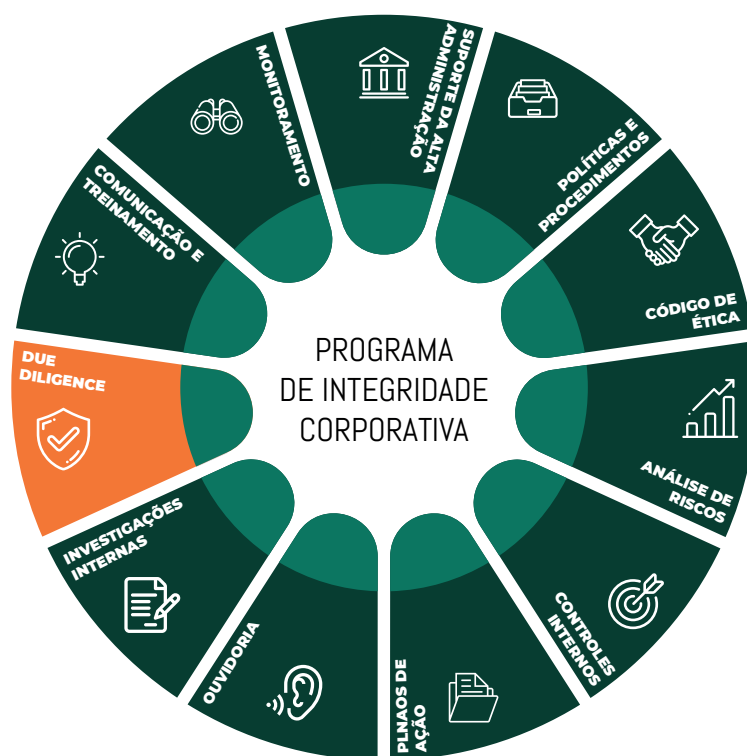 PROGRAMA
DE INTEGRIDADE
CORPORATIVA
SUPORTE DA ALTA
ADMINISTRAÇÃO
POLÍTICAS E
PROCEDIMENTOS
CÓDIGO DE
ÉTICA
ANÁLISE DE
RISCOS
CONTROLES
INTERNOS
PLNAOS DE
AÇÃO
OUVIDORIA
INVESTIGAÇÕES
INTERNAS
DUE
DILIGENCE
COMUNICAÇÃO E
TREINAMENTO
MONITORAMENTO